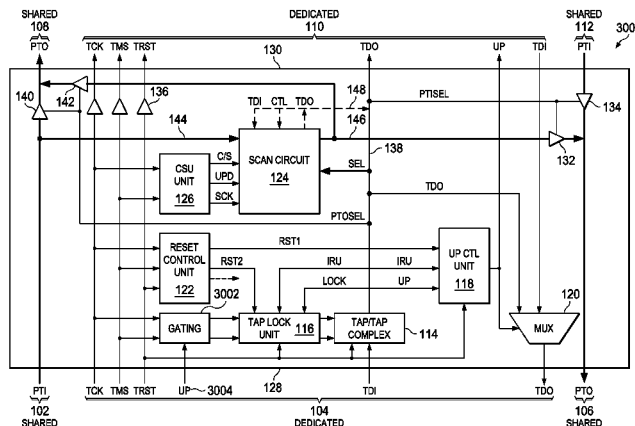 SHARED
108
DEDICATED
110
SHARED
112
300
PTO
TCK
TMS
TRST
TDO
UP
TDI
PTI
130
140
142
136
134
144
TDI
CTL
TDO
148
146
PTISEL
132
CSU
UNIT
126
C/S
UPD
SCK
SCAN CIRCUIT
124
138
SEL
TDO
PTOSEL
RESET
CONTROL
UNIT
122
RST1
RST2
IRU
IRU
LOCK
UP
UP CTL
UNIT
118
3002
GATING
TAP LOCK
UNIT
116
TAP/TAP
COMPLEX
114
120
MUX
128
PTI
102
SHARED
TCK
TMS
TRST
UP
3004
104
DEDICATED
TDI
TDO
PTO
106
SHARED